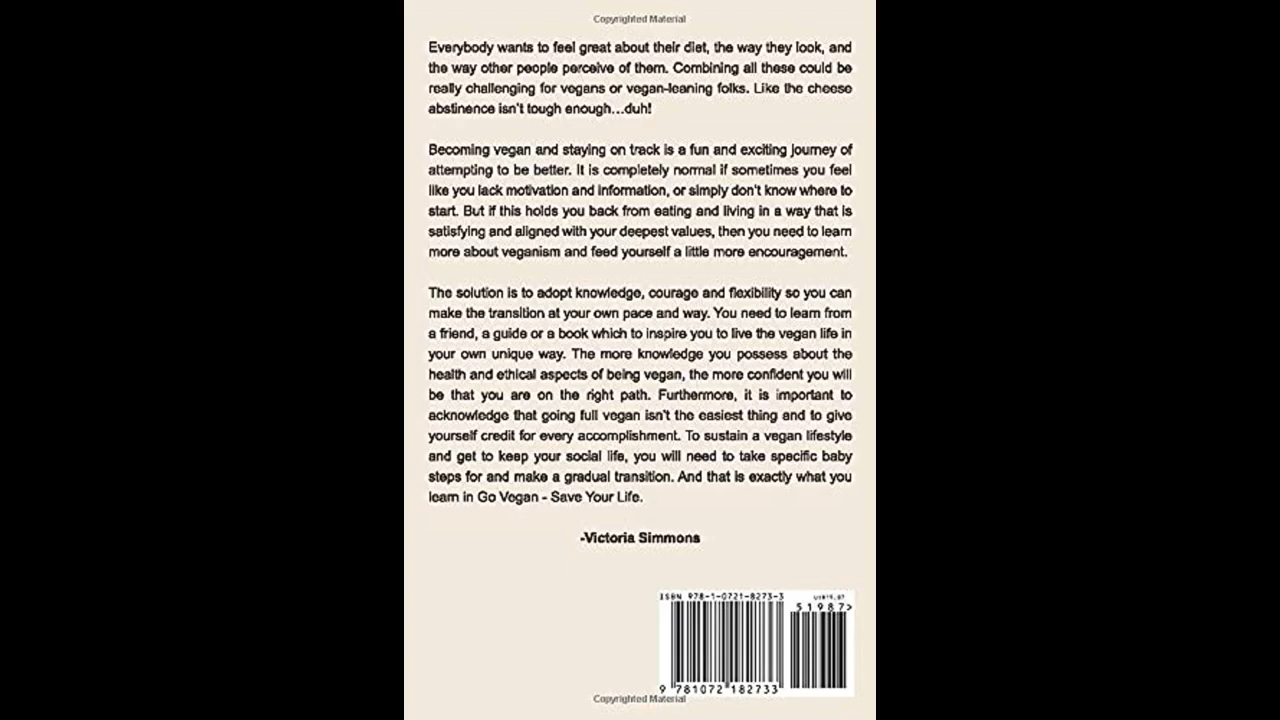 Copyrighted Material
Everybody wants to feel great about their diet, the way they look, and
the way other people perceive of them. Combining all these could be
really challenging for vegans or vegan-leaning folks. Like the cheese
abstinence isn't tough enough...duh!
Becoming vegan and staying on track is a fun and exciting journey of
attempting to be better. It is completely normal if sometimes you feel
like you lack motivation and information, or simply don't know where to
start. But if this holds you back from eating and living in a way that is
satisfying and aligned with your deepest values, then you need to learn
more about veganism and feed yourself a little more encouragement.
The solution is to adopt knowledge, courage and flexibility so you can
make the transition at your own pace and way. You need to learn from
a friend, a guide or a book which to inspire you to live the vegan life in
your own unique way. The more knowledge you possess about the
health and ethical aspects of being vegan, the more confident you will
be that you are on the right path. Furthermore, it is important to
acknowledge that going full vegan isn't the easiest thing and to give
yourself credit for every accomplishment. To sustain a vegan lifestyle
and get to keep your social life, you will need to take specific baby
steps for and make a gradual transition. And that is exactly what you
learn in Go Vegan - Save Your Life.
-Victoria Simmons
ISBN 978-1-0721-8273-3
51987>
9 781072 182733
Copyrighted Material